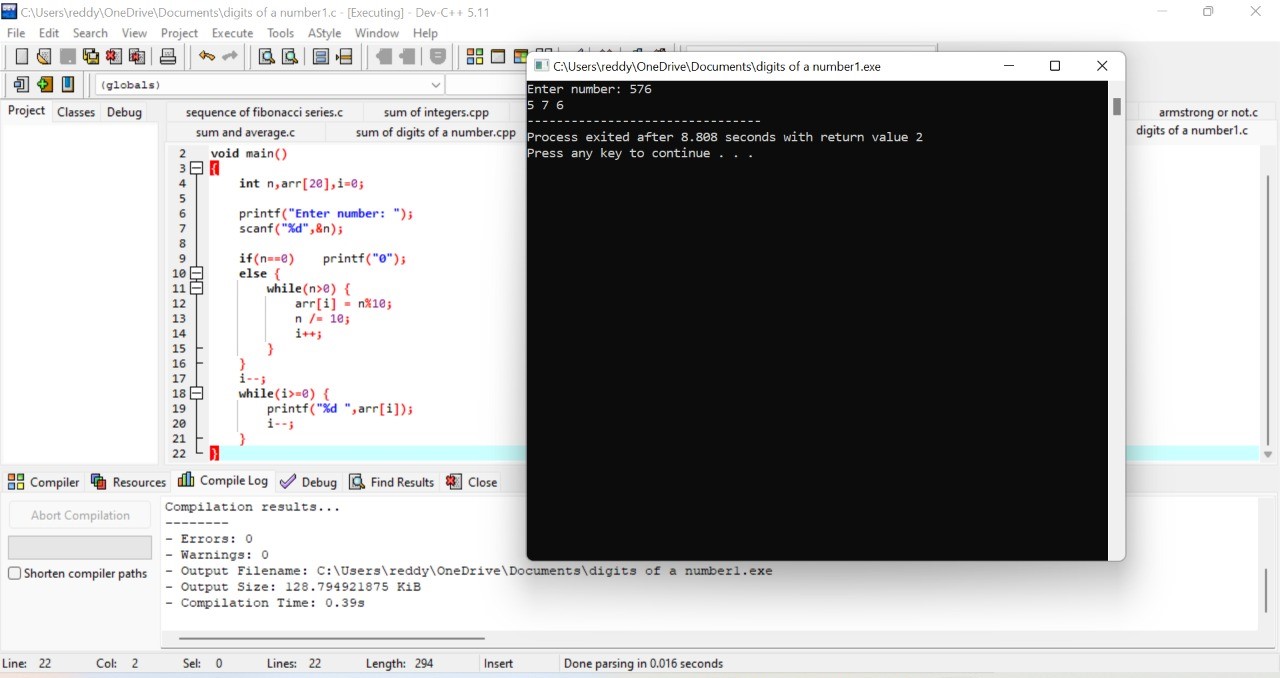 C:\Users\reddy\OneDrive\Documents\digits of a number1.c - [Executing] - Dev-C++ 5.11
File Edit Search View Project Execute Tools AStyle Window Help
(globals)
Project Classes Debug
sequence of fibonacci series.c sum of integers.cpp armstrong or not.c
sum and average.c sum of digits of a number.cpp digits of a number1.c
2 void main()
3 {
4 int n,arr[20],i=0;
5
6 printf("Enter number: ");
7 scanf("%d",&n);
8
9 if(n==0) printf("0");
10 else {
11 while(n>0) {
12 arr[i] = n%10;
13 n /= 10;
14 i++;
15 }
16 }
17 i--;
18 while(i>=0) {
19 printf("%d ",arr[i]);
20 i--;
21 }
22 }
C:\Users\reddy\OneDrive\Documents\digits of a number1.exe
Enter number: 576
5 7 6
--------------------------------
Process exited after 8.808 seconds with return value 2
Press any key to continue . . .
Compiler Resources Compile Log Debug Find Results Close
Abort Compilation
Shorten compiler paths
Compilation results...
--------
- Errors: 0
- Warnings: 0
- Output Filename: C:\Users\reddy\OneDrive\Documents\digits of a number1.exe
- Output Size: 128.794921875 KiB
- Compilation Time: 0.39s
Line: 22 Col: 2 Sel: 0 Lines: 22 Length: 294 Insert Done parsing in 0.016 seconds